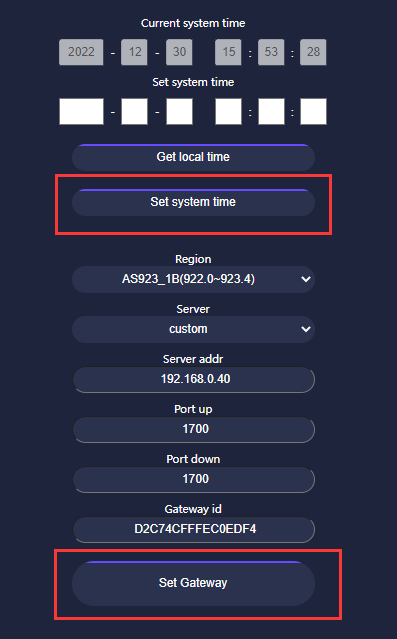 Current system time
2022 - 12 - 30 15 : 53 : 28
Set system time
- - : :
Get local time
Set system time
Region
AS923_1B(922.0~923.4)
Server
custom
Server addr
192.168.0.40
Port up
1700
Port down
1700
Gateway id
D2C74CFFFEC0EDF4
Set Gateway